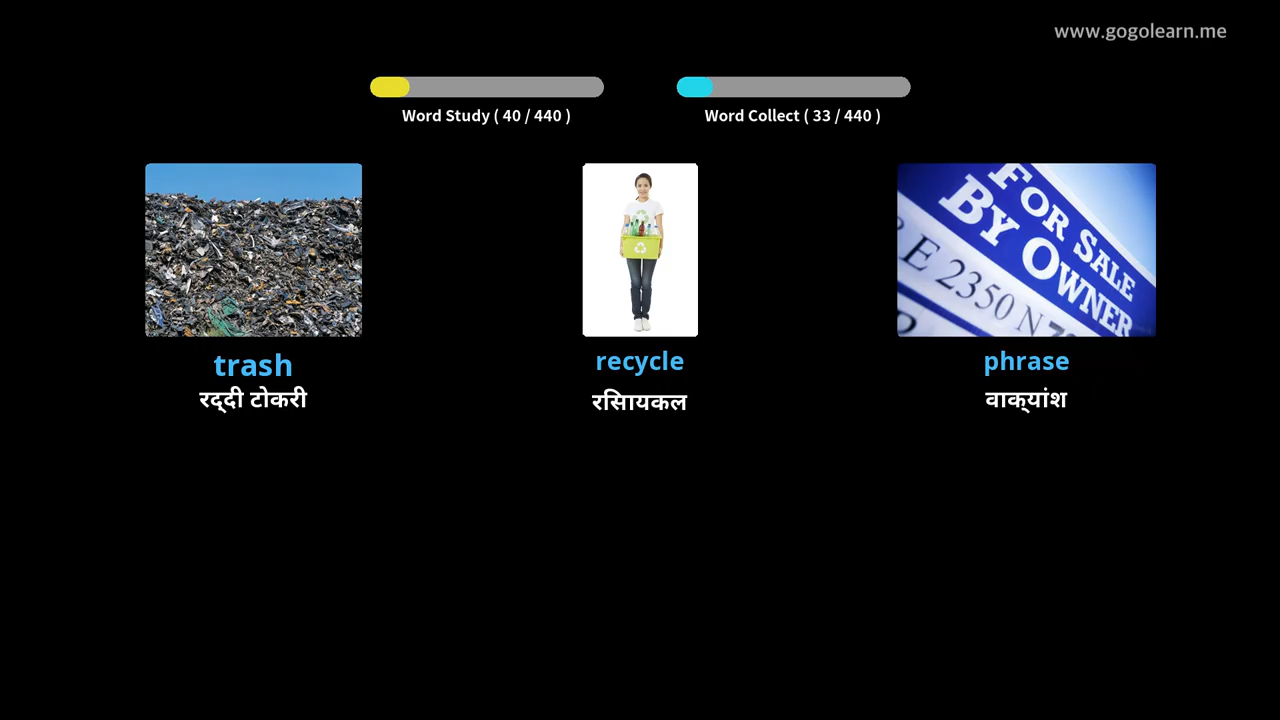 www.gogolearn.me
Word Study ( 40 / 440 )
Word Collect ( 33 / 440 )
FOR SALE
BY OWNER
E 2350 N
trash
recycle
phrase
रद्दी टोकरी
रिसायकल
वाक्यांश